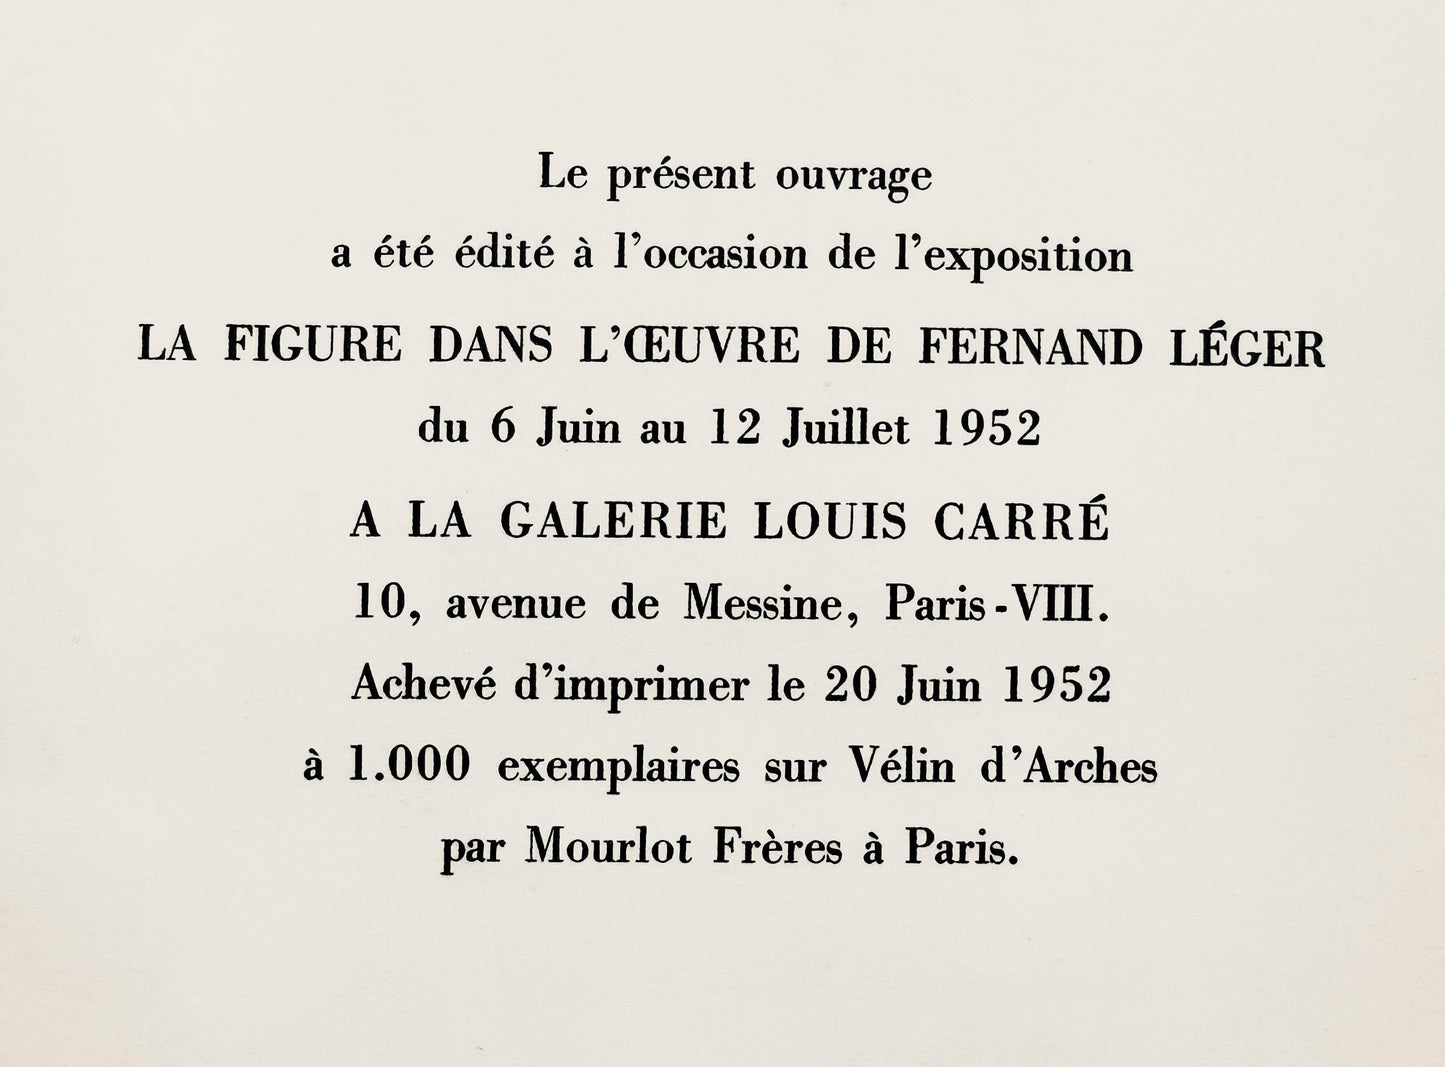 Le présent ouvrage
a été édité à l'occasion de l'exposition
LA FIGURE DANS L'ŒUVRE DE FERNAND LÉGER
du 6 Juin au 12 Juillet 1952
A LA GALERIE LOUIS CARRÉ
10, avenue de Messine, Paris-VIII.
Achevé d'imprimer le 20 Juin 1952
à 1.000 exemplaires sur Vélin d'Arches
par Mourlot Frères à Paris.